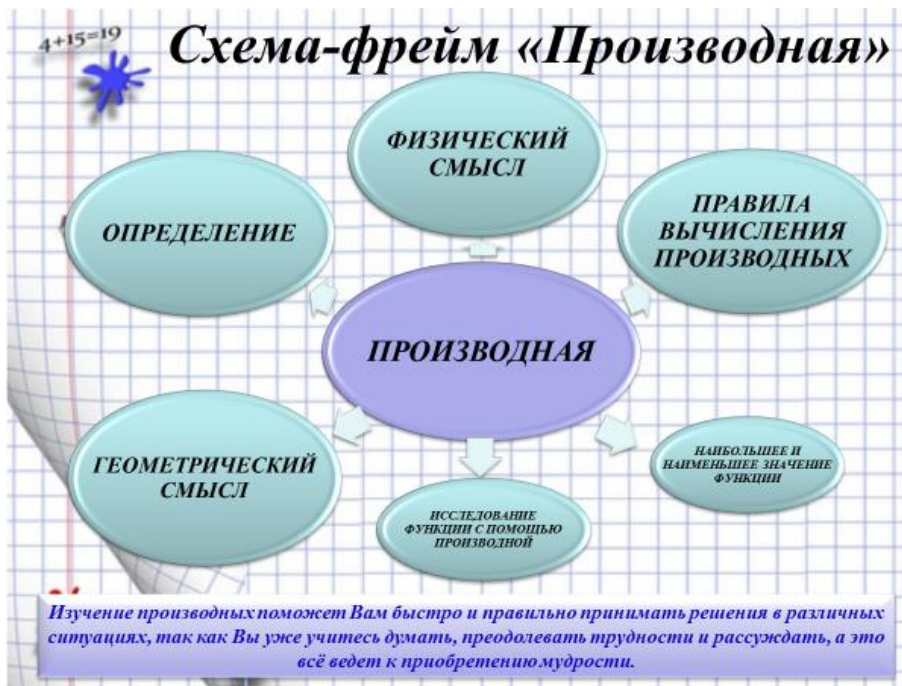 4+15=19
Схема-фрейм «Производная»
ФИЗИЧЕСКИЙ
СМЫСЛ
ОПРЕДЕЛЕНИЕ
ПРАВИЛА
ВЫЧИСЛЕНИЯ
ПРОИЗВОДНЫХ
ПРОИЗВОДНАЯ
ГЕОМЕТРИЧЕСКИЙ
СМЫСЛ
НАИБОЛЬШЕЕ И
НАИМЕНЬШЕЕ ЗНАЧЕНИЕ
ФУНКЦИИ
ИССЛЕДОВАНИЕ
ФУНКЦИИ С ПОМОЩЬЮ
ПРОИЗВОДНОЙ
Изучение производных поможет Вам быстро и правильно принимать решения в различных
ситуациях, так как Вы уже учитесь думать, преодолевать трудности и рассуждать, а это
всё ведет к приобретению мудрости.